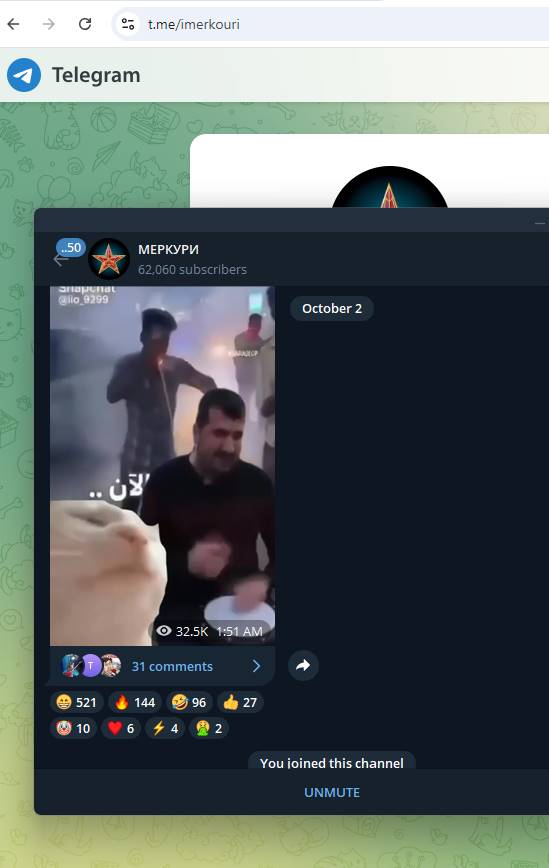 t.me/imerkouri
Telegram
..50
МЕРКУРИ
62,060 subscribers
Snapchat
@lio_9299
October 2
الآن ..
32.5K 1:51 AM
T
31 comments
521 144 96 27
10 6 4 2
You joined this channel
UNMUTE